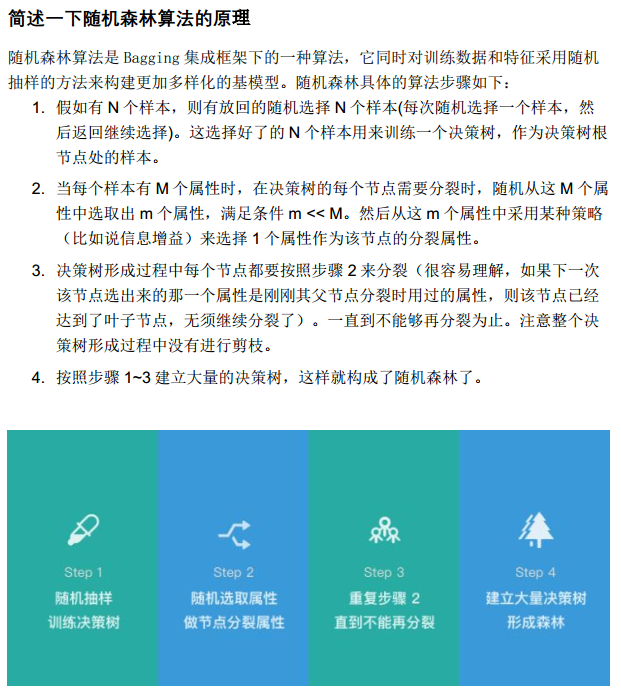 简述一下随机森林算法的原理
随机森林算法是 Bagging 集成框架下的一种算法，它同时对训练数据和特征采用随机
抽样的方法来构建更加多样化的基模型。随机森林具体的算法步骤如下：
1. 假如有 N 个样本，则有放回的随机选择 N 个样本(每次随机选择一个样本，然
后返回继续选择)。这选择好了的 N 个样本用来训练一个决策树，作为决策树根
节点处的样本。
2. 当每个样本有 M 个属性时，在决策树的每个节点需要分裂时，随机从这 M 个属
性中选取出 m 个属性，满足条件 m << M。然后从这 m 个属性中采用某种策略
（比如说信息增益）来选择 1 个属性作为该节点的分裂属性。
3. 决策树形成过程中每个节点都要按照步骤 2 来分裂（很容易理解，如果下一次
该节点选出来的那一个属性是刚刚其父节点分裂时用过的属性，则该节点已经
达到了叶子节点，无须继续分裂了）。一直到不能够再分裂为止。注意整个决
策树形成过程中没有进行剪枝。
4. 按照步骤 1~3 建立大量的决策树，这样就构成了随机森林了。
Step 1
随机抽样
训练决策树
Step 2
随机选取属性
做节点分裂属性
Step 3
重复步骤 2
直到不能再分裂
Step 4
建立大量决策树
形成森林